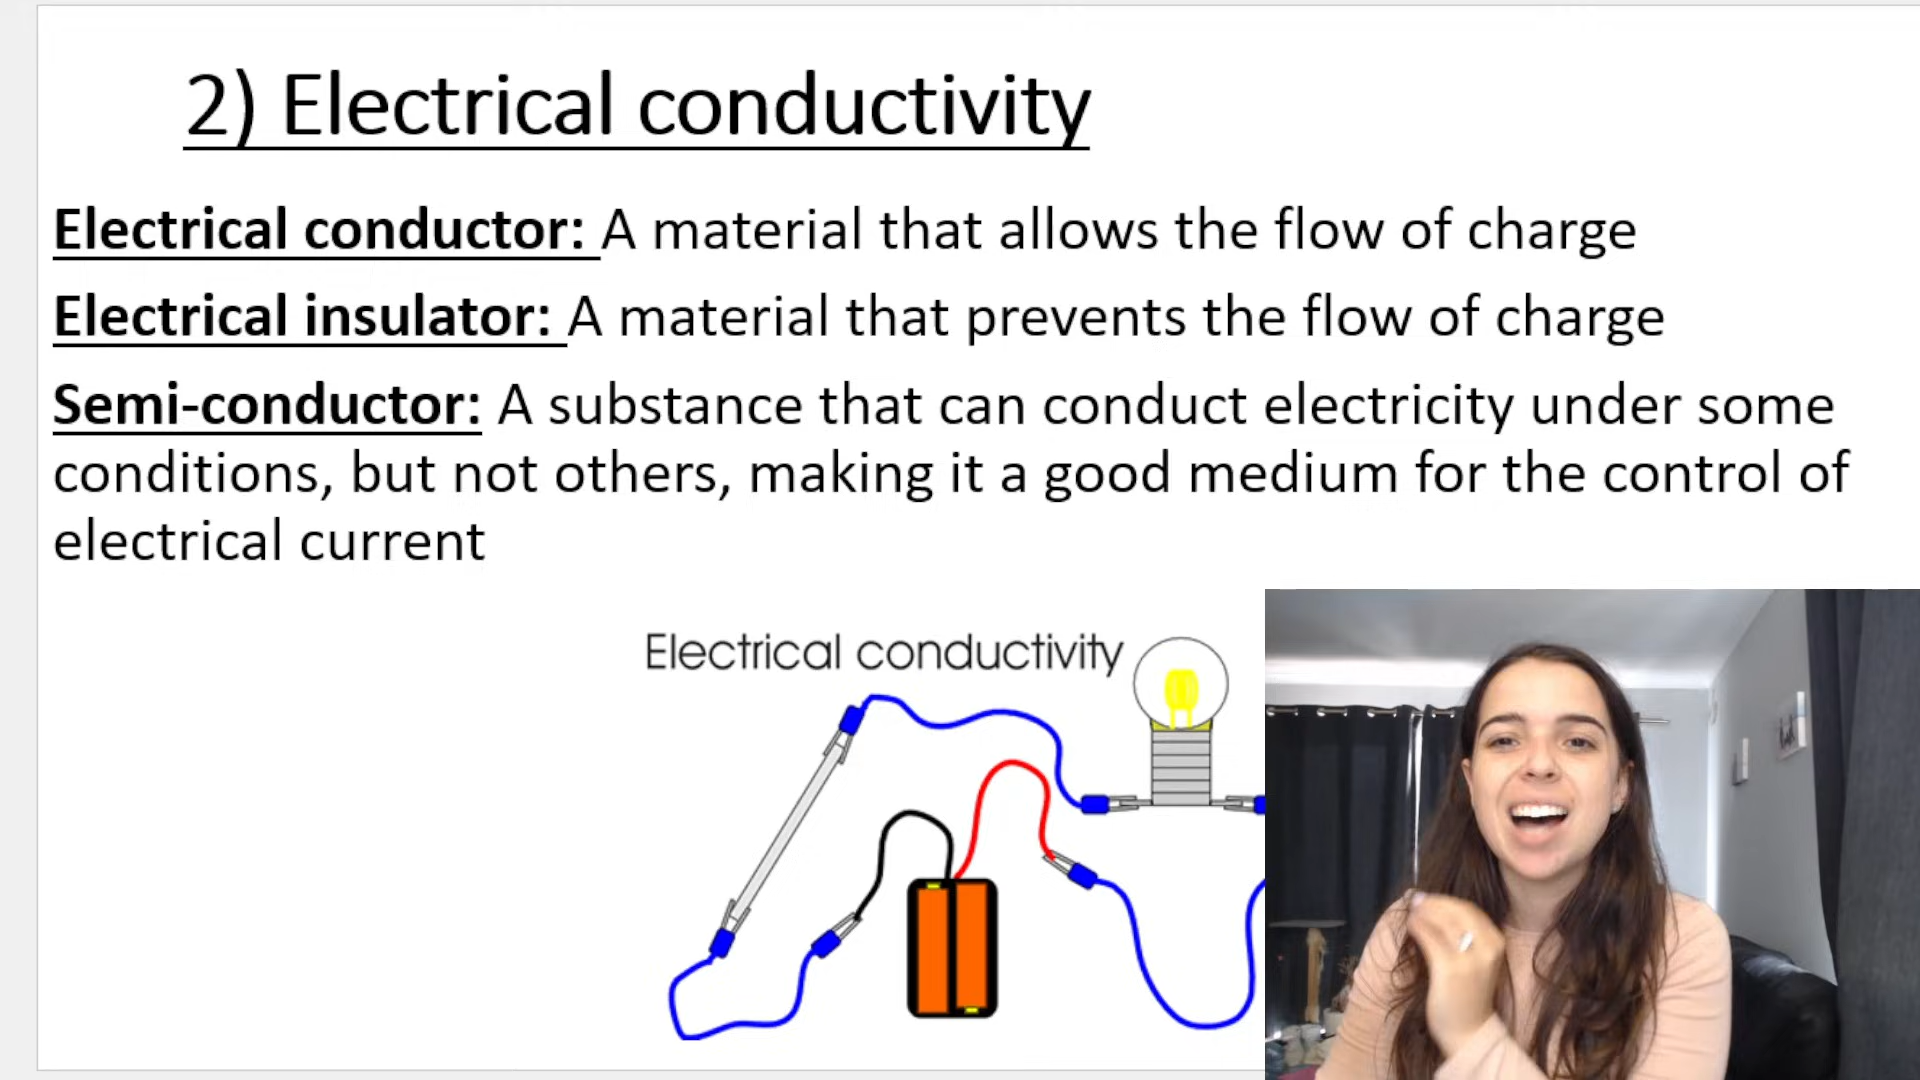 2) Electrical conductivity
Electrical conductor: A material that allows the flow of charge
Electrical insulator: A material that prevents the flow of charge
Semi-conductor: A substance that can conduct electricity under some
conditions, but not others, making it a good medium for the control of
electrical current
Electrical conductivity